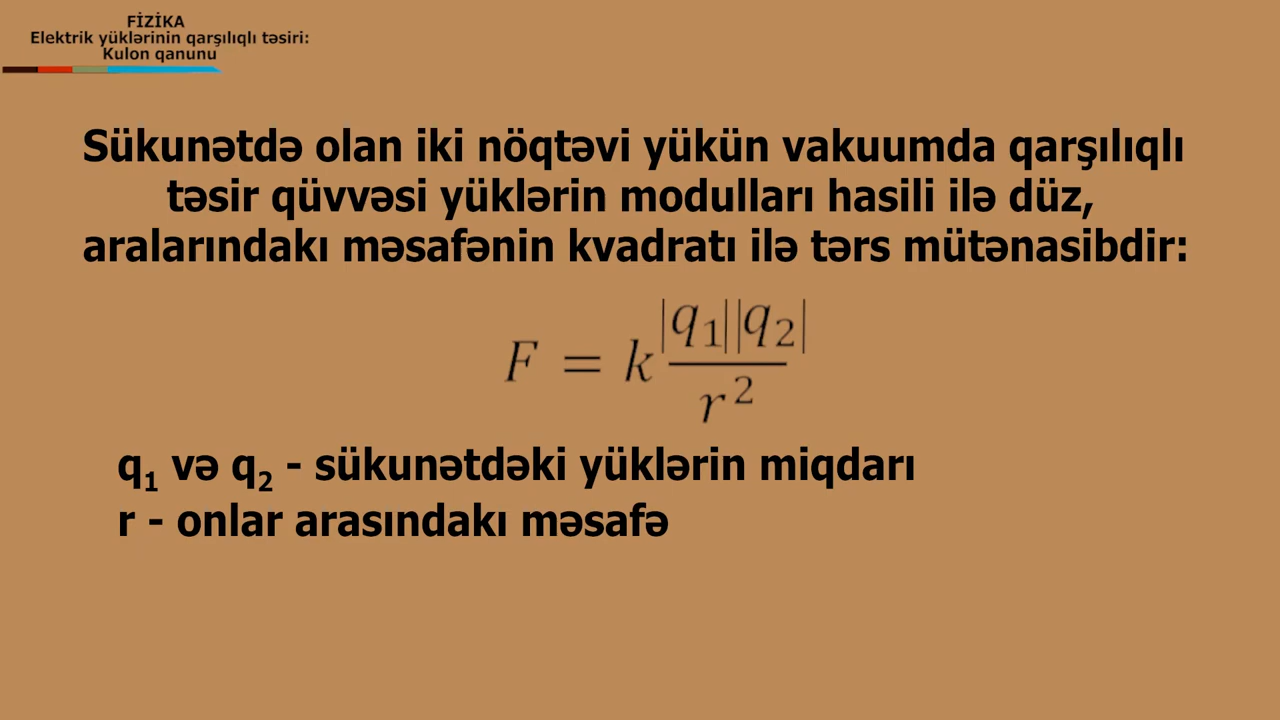 FİZİKA
Elektrik yüklərinin qarşılıqlı təsiri:
Kulon qanunu
Sükunətdə olan iki nöqtəvi yükün vakuumda qarşılıqlı
təsir qüvvəsi yüklərin modulları hasili ilə düz,
aralarındakı məsafənin kvadratı ilə tərs mütənasibdir:
F = k |q₁||q₂| / r²
q₁ və q₂ - sükunətdəki yüklərin miqdarı
r - onlar arasındakı məsafə